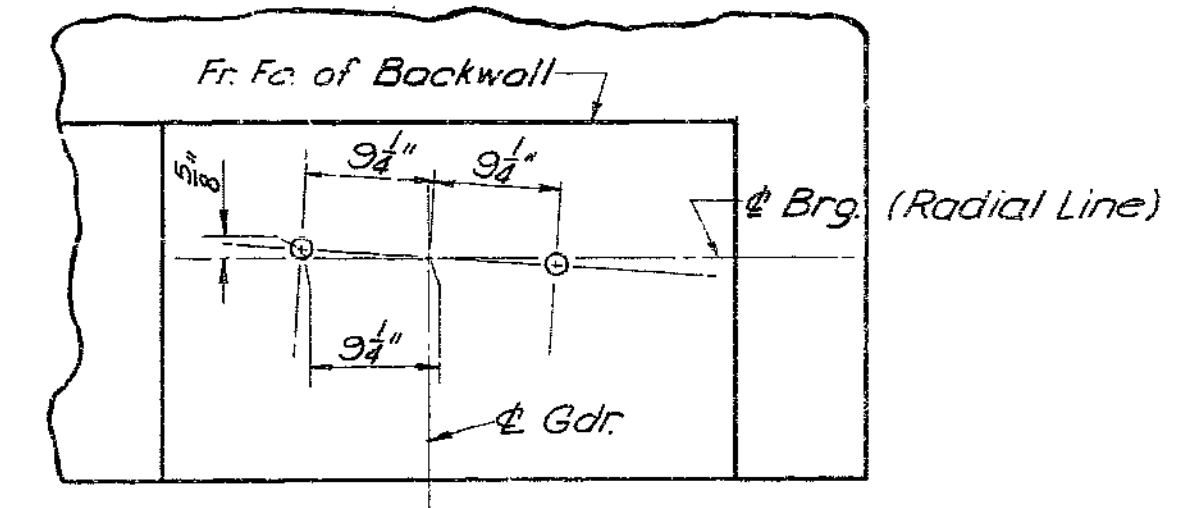 Fr. Fc. of Backwall
5/8"
9 1/4"
9 1/4"
℄ Brg. (Radial Line)
9 1/4"
℄ Gdr.